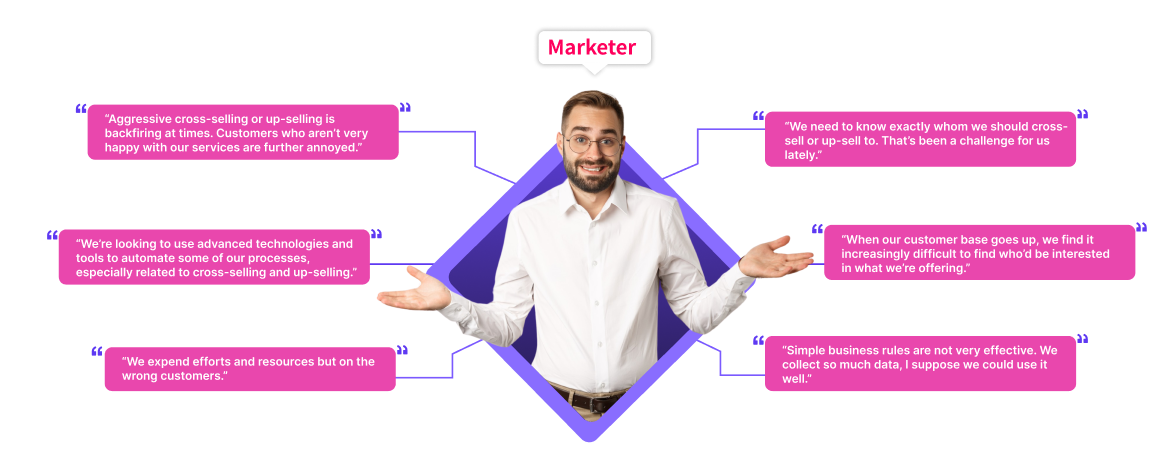 Marketer
“Aggressive cross-selling or up-selling is
backfiring at times. Customers who aren’t very
happy with our services are further annoyed.”
“We’re looking to use advanced technologies and
tools to automate some of our processes,
especially related to cross-selling and up-selling.”
“We expend efforts and resources but on the
wrong customers.”
“We need to know exactly whom we should cross-
sell or up-sell to. That’s been a challenge for us
lately.”
“When our customer base goes up, we find it
increasingly difficult to find who’d be interested
in what we’re offering.”
“Simple business rules are not very effective. We
collect so much data, I suppose we could use it
well.”